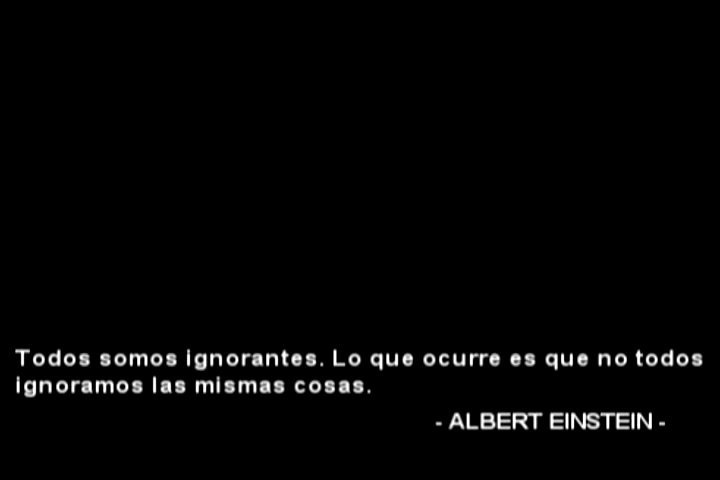 Todos somos ignorantes. Lo que ocurre es que no todos
ignoramos las mismas cosas.
- ALBERT EINSTEIN -